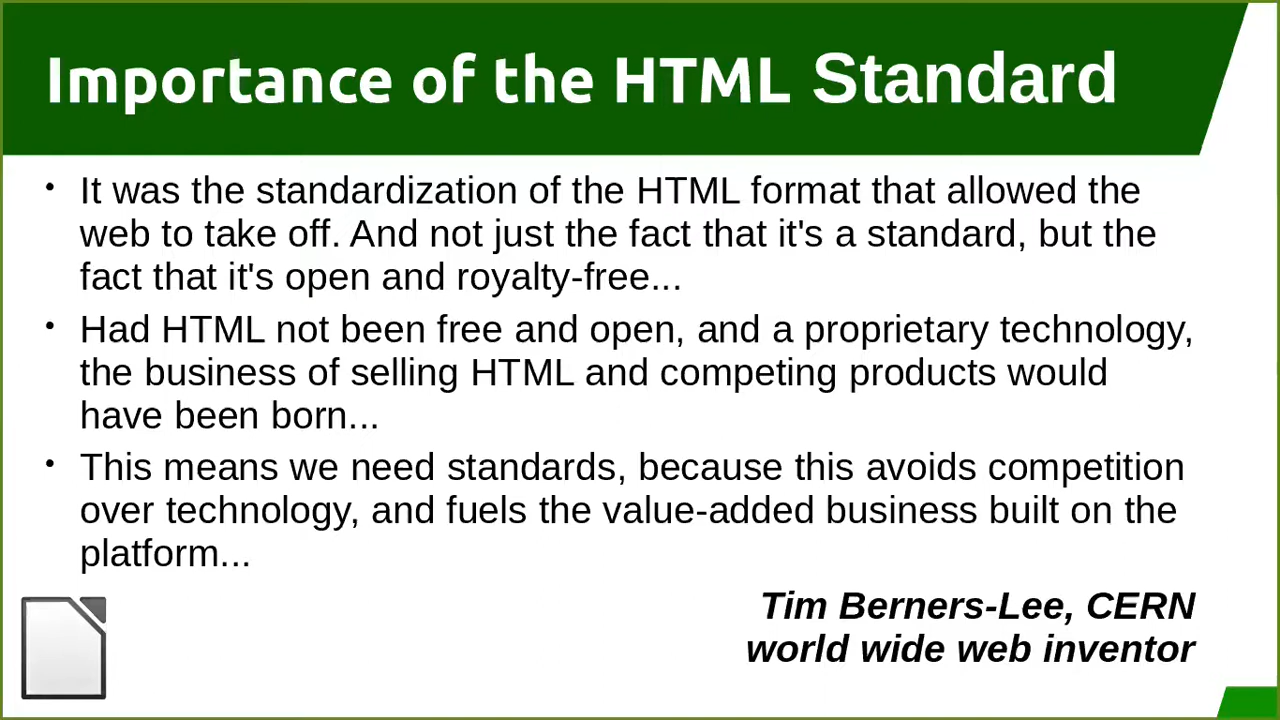 Importance of the HTML Standard
• It was the standardization of the HTML format that allowed the
web to take off. And not just the fact that it's a standard, but the
fact that it's open and royalty-free...
• Had HTML not been free and open, and a proprietary technology,
the business of selling HTML and competing products would
have been born...
• This means we need standards, because this avoids competition
over technology, and fuels the value-added business built on the
platform...
Tim Berners-Lee, CERN
world wide web inventor